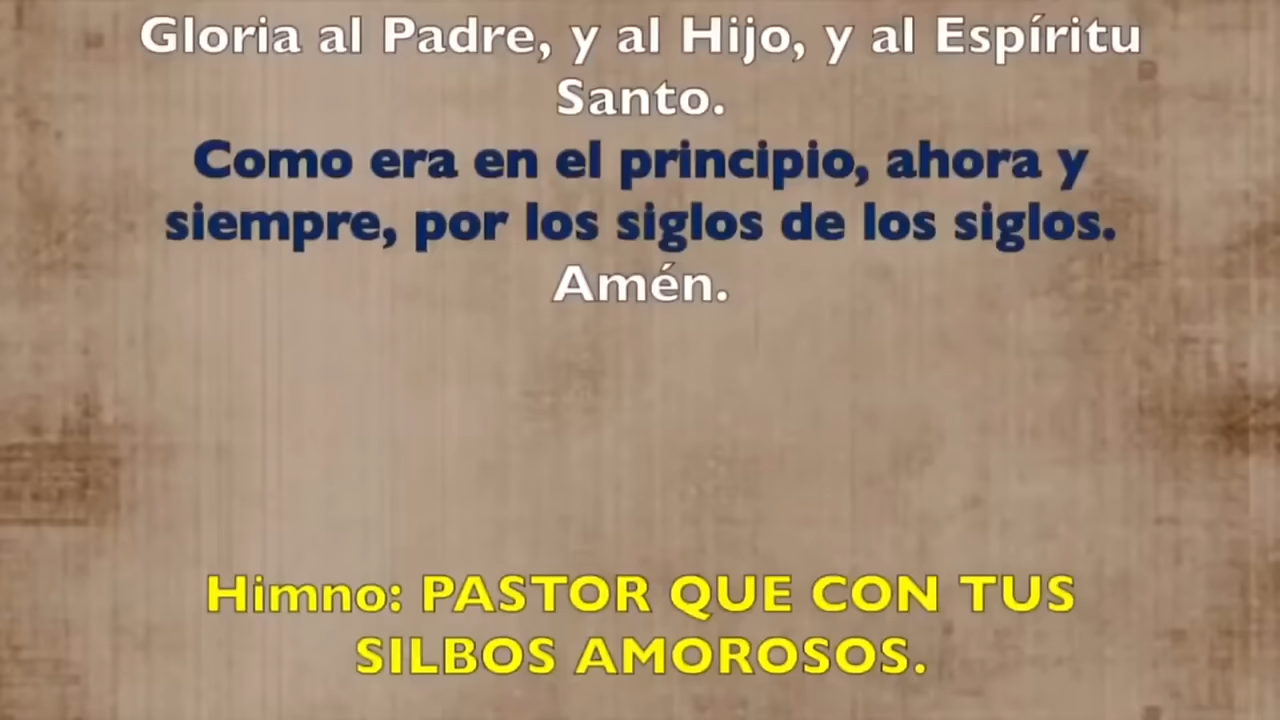 Gloria al Padre, y al Hijo, y al Espíritu
Santo.
Como era en el principio, ahora y
siempre, por los siglos de los siglos.
Amén.
Himno: PASTOR QUE CON TUS
SILBOS AMOROSOS.